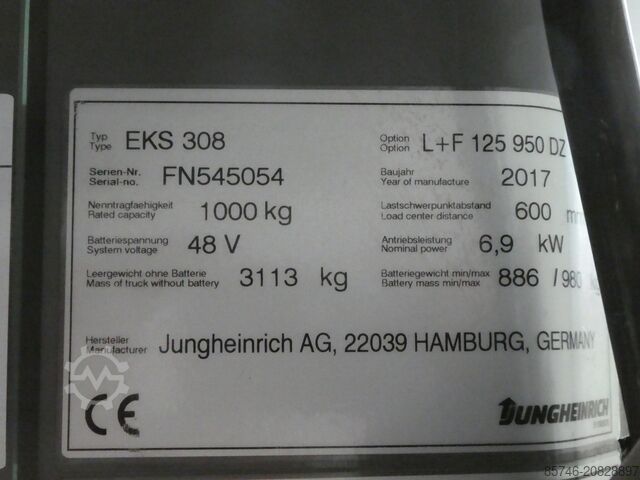 Typ
Type EKS 308 Option
Option L+F 125 950 DZ
Serien-Nr.
Serial-no. FN545054 Baujahr
Year of manufacture 2017
Nenntragfaehigkeit
Rated capacity 1000 kg Lastschwerpunktabstand
Load center distance 600 mm
Batteriespannung
System voltage 48 V Antriebsleistung
Nominal power 6,9 kW
Leergewicht ohne Batterie
Mass of truck without battery 3113 kg Batteriegewicht min/max
Battery mass min/max 886 / 980
Hersteller
Manufacturer Jungheinrich AG, 22039 HAMBURG, GERMANY
CE
JUNGHEINRICH
85746-20828897